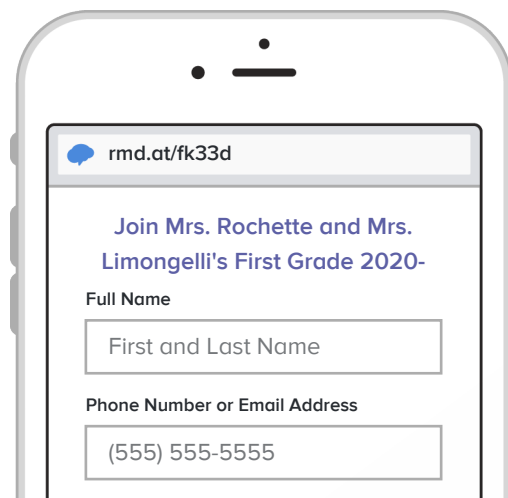 rmd.at/fk33d
Join Mrs. Rochette and Mrs.
Limongelli's First Grade 2020-
Full Name
First and Last Name
Phone Number or Email Address
(555) 555-5555